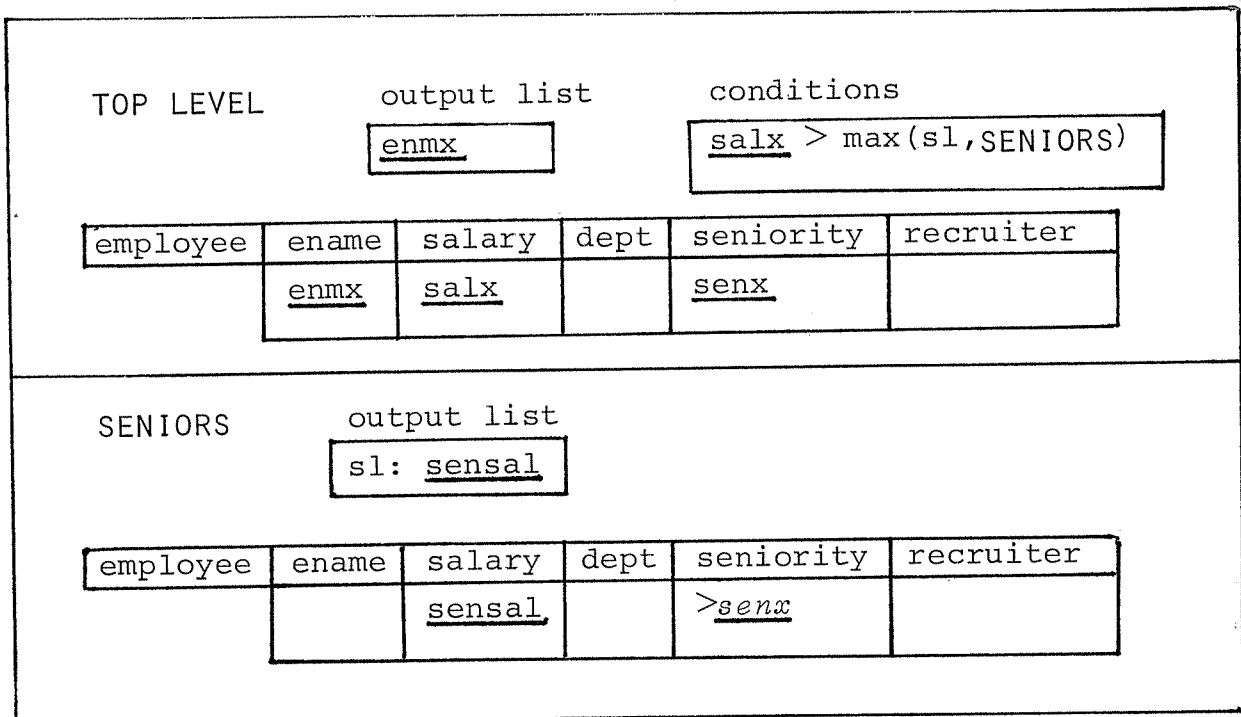 TOP LEVEL output list conditions
enmx salx > max(sl,SENIORS)
employee ename salary dept seniority recruiter
enmx salx senx
SENIORS output list
sl: sensal
employee ename salary dept seniority recruiter
sensal >senx